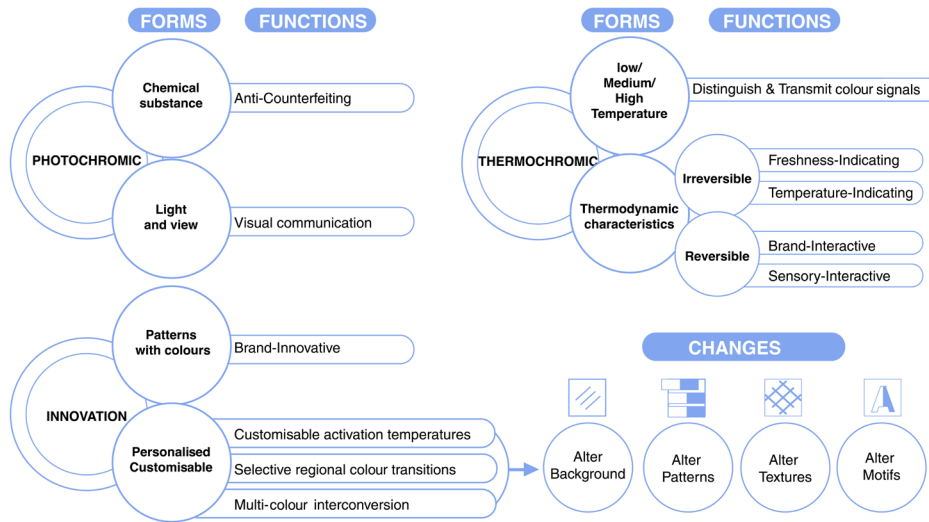 FORMS
FUNCTIONS
Chemical
substance
Anti-Counterfeiting
PHOTOCHROMIC
Light
and view
Visual communication
FORMS
FUNCTIONS
low/
Medium/
High
Temperature
Distinguish & Transmit colour signals
THERMOCHROMIC
Thermodynamic
characteristics
Irreversible
Freshness-Indicating
Temperature-Indicating
Reversible
Brand-Interactive
Sensory-Interactive
Patterns
with colours
Brand-Innovative
INNOVATION
Personalised
Customisable
Customisable activation temperatures
Selective regional colour transitions
Multi-colour interconversion
CHANGES
A
Alter
Background
Alter
Patterns
Alter
Textures
Alter
Motifs